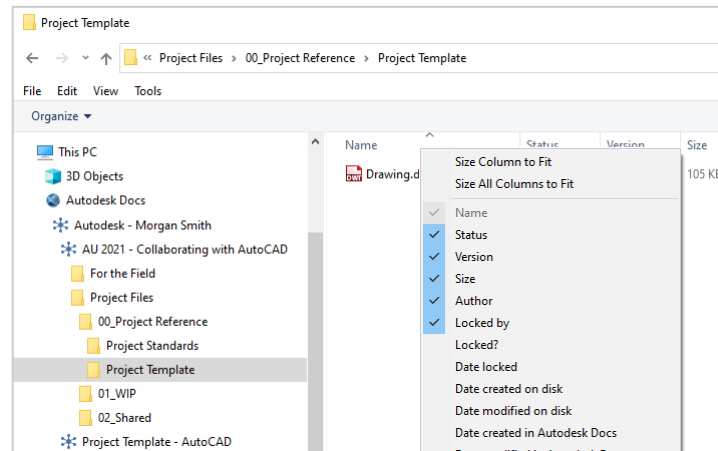 Project Template
« Project Files › 00_Project Reference › Project Template
File Edit View Tools
Organize
This PC
3D Objects
Autodesk Docs
Autodesk - Morgan Smith
AU 2021 - Collaborating with AutoCAD
For the Field
Project Files
00_Project Reference
Project Standards
Project Template
01_WIP
02_Shared
Project Template - AutoCAD
Name Status Version Size
DWT Drawing.d 105 KB
Size Column to Fit
Size All Columns to Fit
Name
Status
Version
Size
Author
Locked by
Locked?
Date locked
Date created on disk
Date modified on disk
Date created in Autodesk Docs